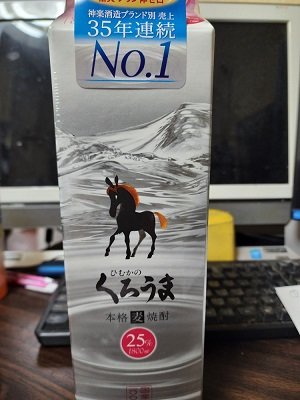 神楽酒造ブランド別 売上
35年連続
No.1
ひむかの
くろうま
本格 麦 焼酎
25%
1800ml